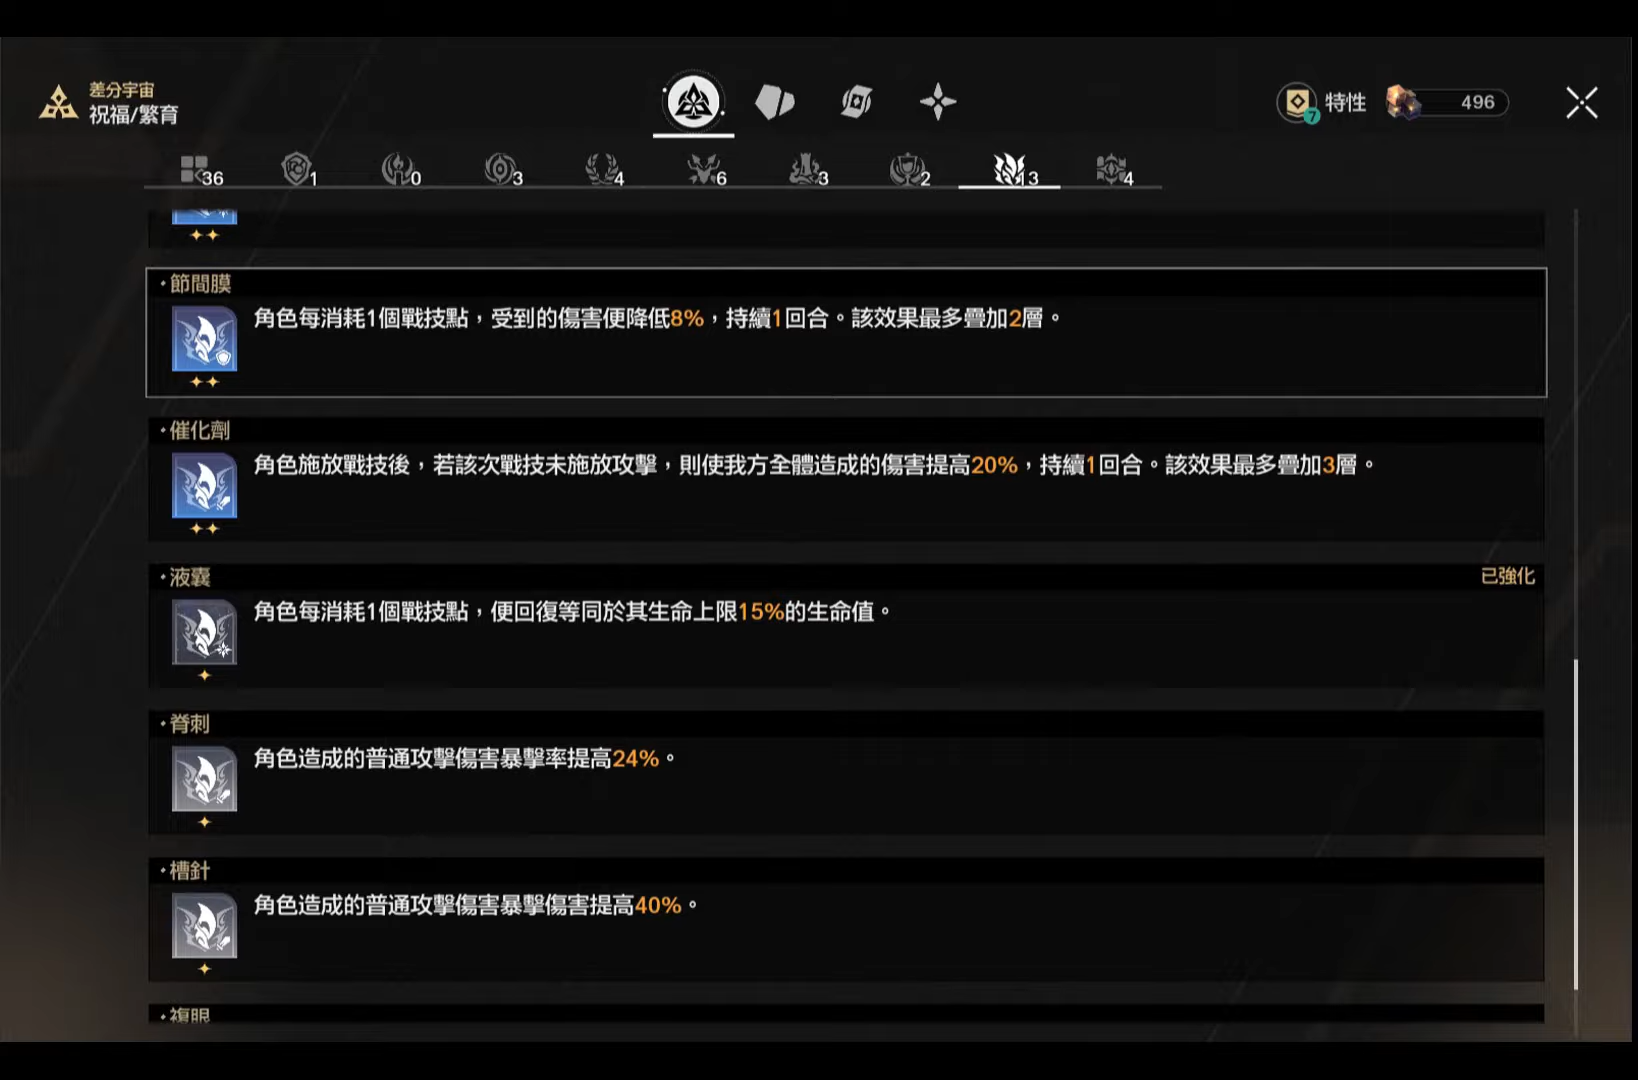 差分宇宙
祝福/繁育
特性
7
496
36
1
0
3
4
6
3
2
13
4
·節間膜
角色每消耗1個戰技點，受到的傷害便降低8%，持續1回合。該效果最多疊加2層。
·催化劑
角色施放戰技後，若該次戰技未施放攻擊，則使我方全體造成的傷害提高20%，持續1回合。該效果最多疊加3層。
·液囊
已強化
角色每消耗1個戰技點，便回復等同於其生命上限15%的生命值。
·脊刺
角色造成的普通攻擊傷害暴擊率提高24%。
·槽針
角色造成的普通攻擊傷害暴擊傷害提高40%。
·複眼